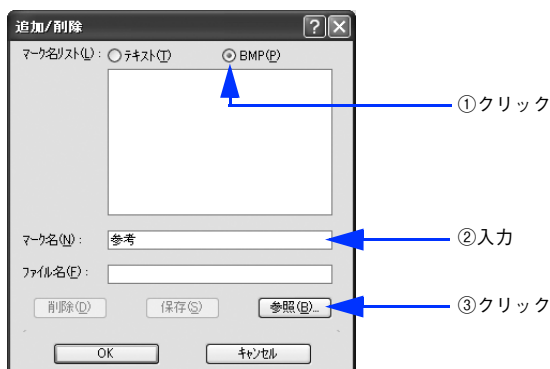 追加/削除
マーク名リスト(L): テキスト(T) BMP(P)
①クリック
マーク名(N): 参考
②入力
ファイル名(F):
削除(D) 保存(S) 参照(B)...
③クリック
OK キャンセル